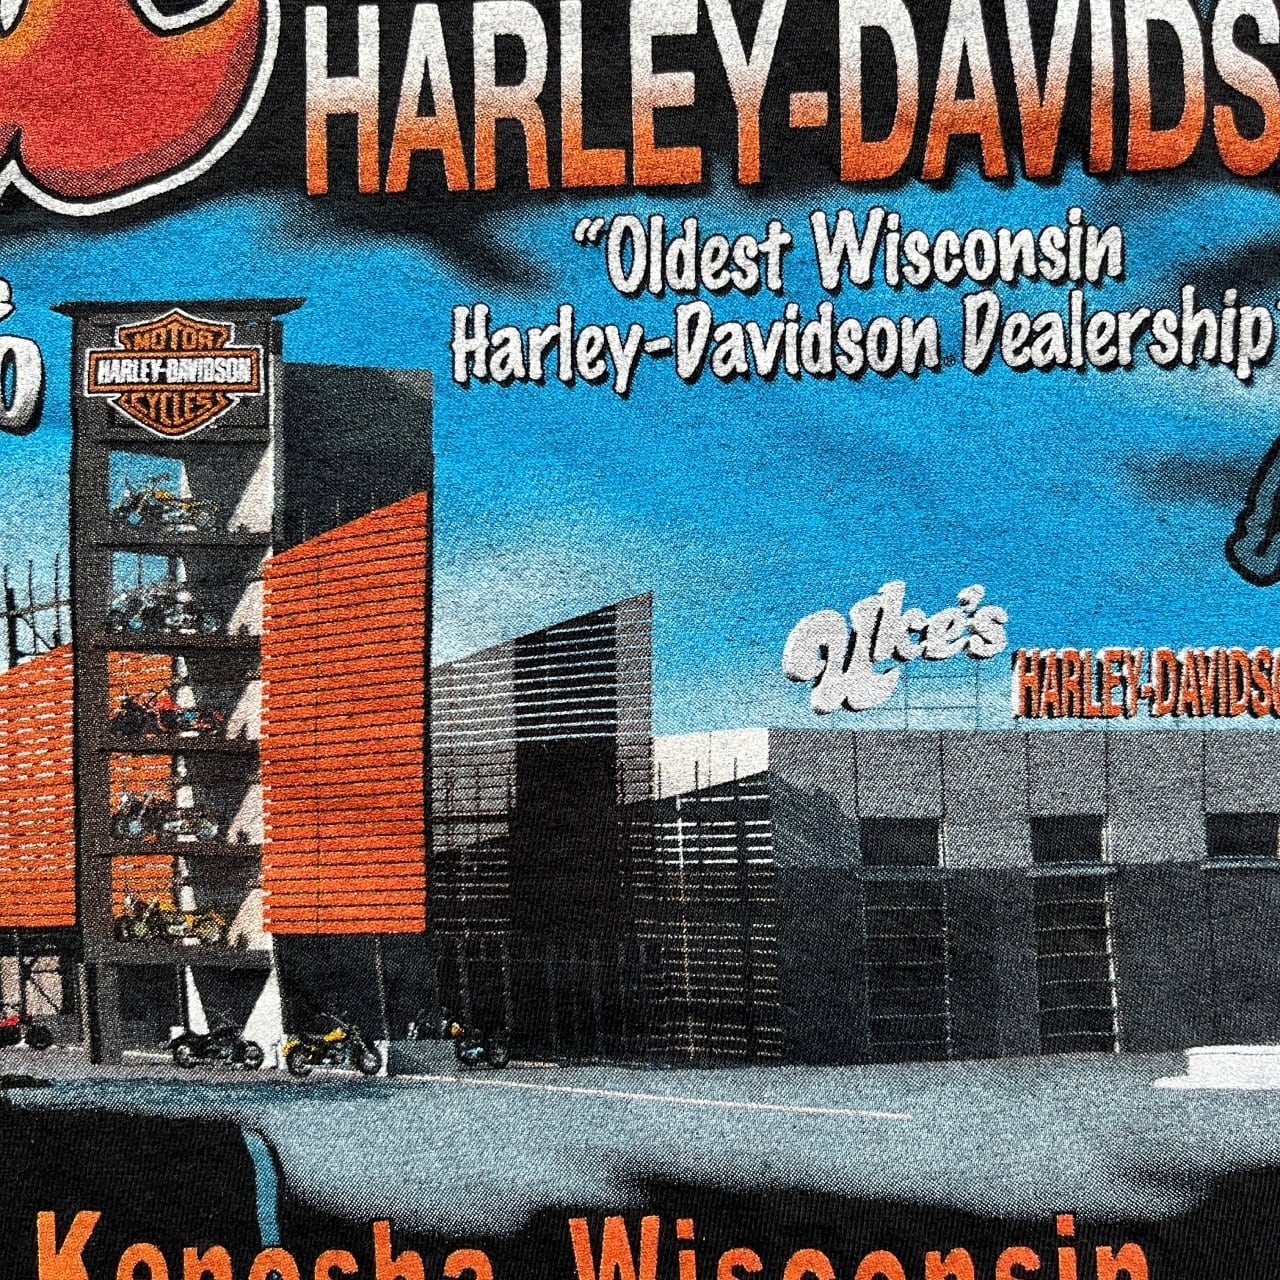 HARLEY-DAVIDS
"Oldest Wisconsin
Harley-Davidson Dealership"
MOTOR
HARLEY-DAVIDSON
CYCLES
Uke's
HARLEY-DAVIDSO
Kenosha, Wisconsin